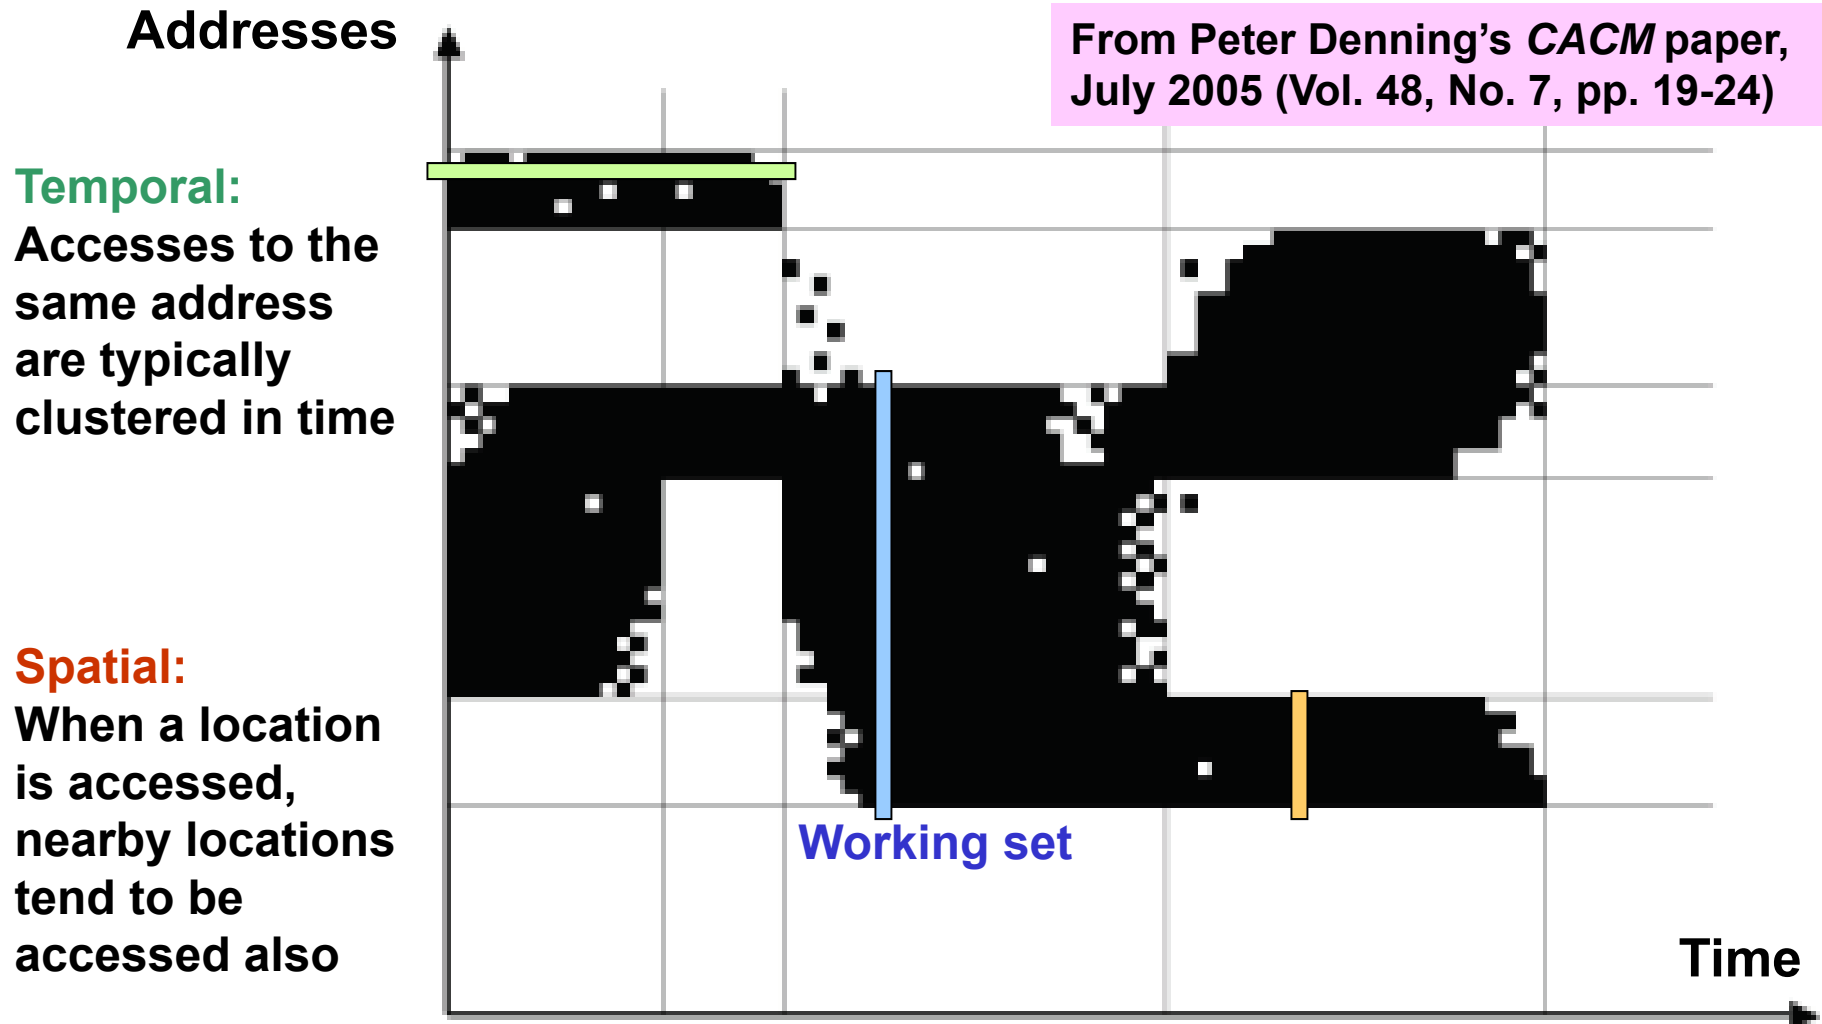 Addresses
From Peter Denning’s CACM paper,
July 2005 (Vol. 48, No. 7, pp. 19-24)
Temporal:
Accesses to the
same address
are typically
clustered in time
Spatial:
When a location
is accessed,
nearby locations
tend to be
accessed also
Working set
Time